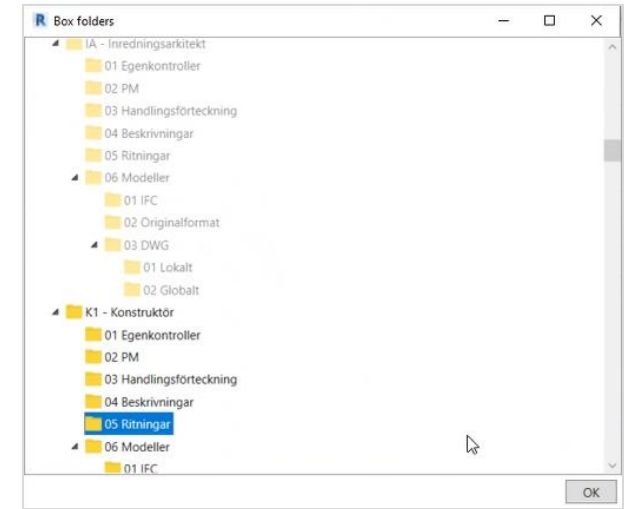 R Box folders
IA - Inredningsarkitekt
01 Egenkontroller
02 PM
03 Handlingsförteckning
04 Beskrivningar
05 Ritningar
06 Modeller
01 IFC
02 Originalformat
03 DWG
01 Lokalt
02 Globalt
K1 - Konstruktör
01 Egenkontroller
02 PM
03 Handlingsförteckning
04 Beskrivningar
05 Ritningar
06 Modeller
01 IFC
OK